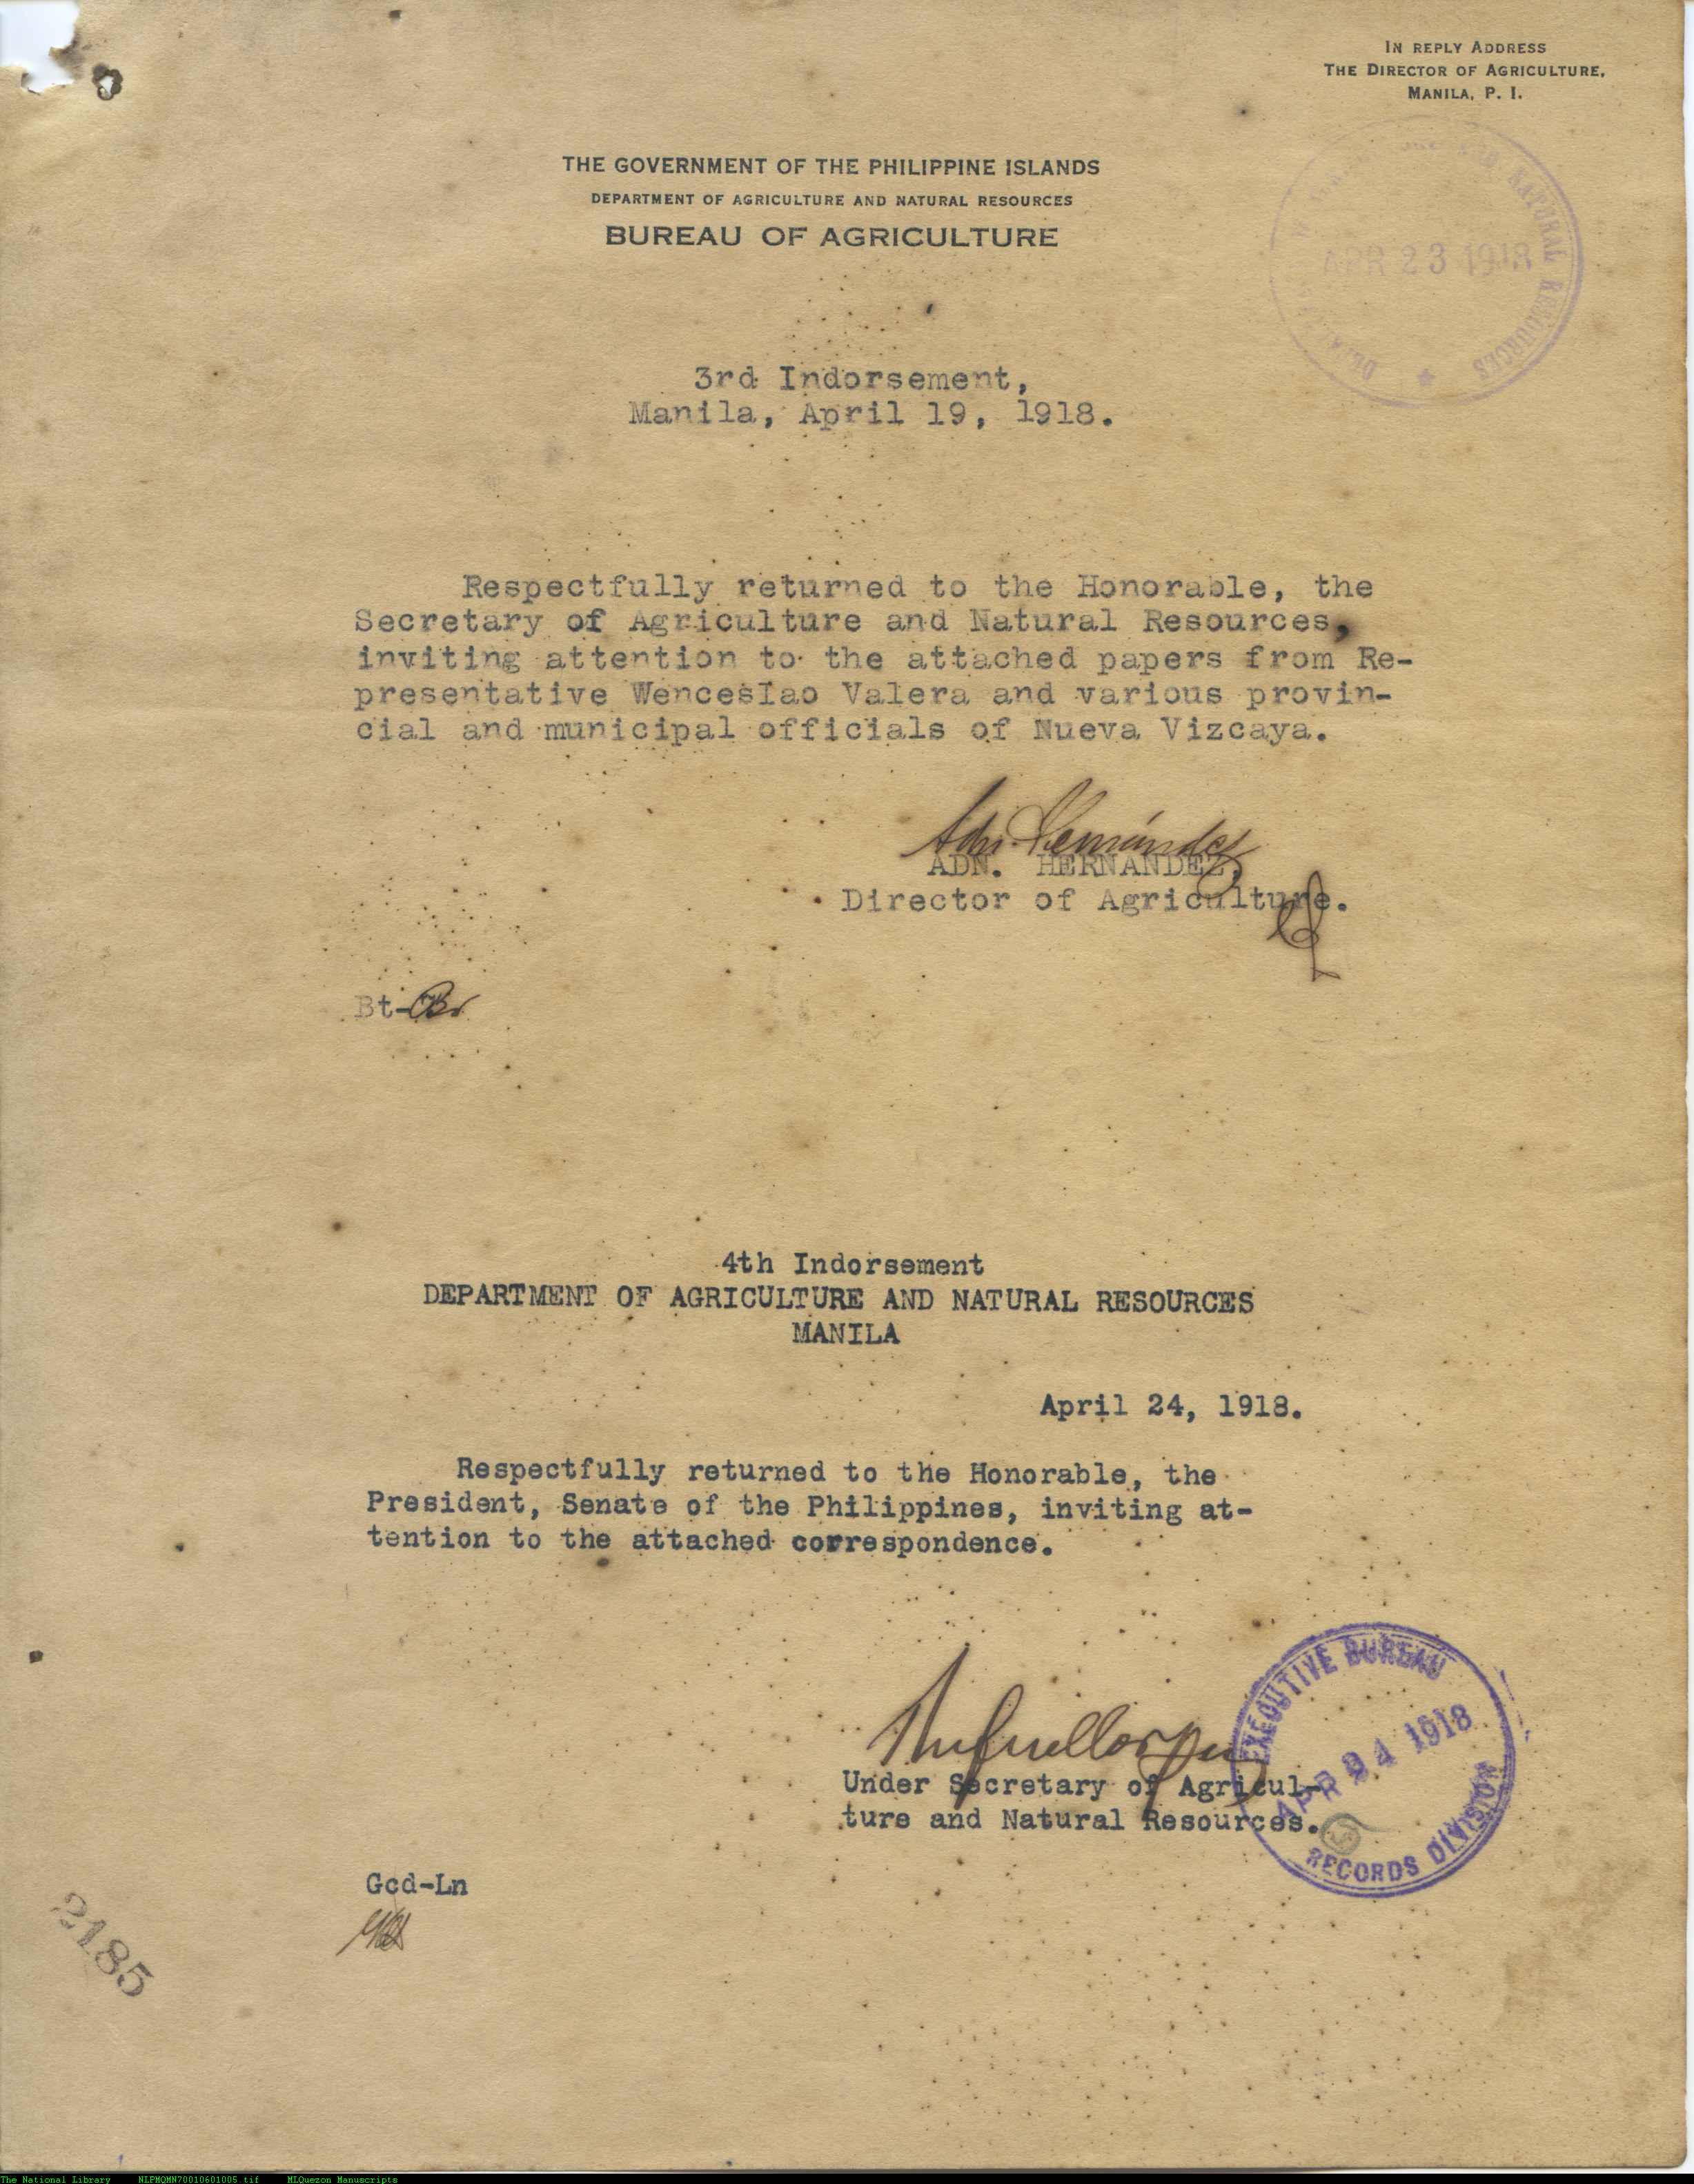 IN REPLY ADDRESS
THE DIRECTOR OF AGRICULTURE,
MANILA, P. I.
THE GOVERNMENT OF THE PHILIPPINE ISLANDS
DEPARTMENT OF AGRICULTURE AND NATURAL RESOURCES
BUREAU OF AGRICULTURE
APR 23 1918
RESOURCES
3rd Indorsement,
Manila, April 19, 1918.
Respectfully returned to the Honorable, the
Secretary of Agriculture and Natural Resources,
inviting attention to the attached papers from Re-
presentative Wenceslao Valera and various provin-
cial and municipal officials of Nueva Vizcaya.
Adn. Hernández
ADN. HERNANDEZ,
Director of Agriculture.
Bt-Br
4th Indorsement
DEPARTMENT OF AGRICULTURE AND NATURAL RESOURCES
MANILA
April 24, 1918.
Respectfully returned to the Honorable, the
President, Senate of the Philippines, inviting at-
tention to the attached correspondence.
Under Secretary of Agricul-
ture and Natural Resources.
EXECUTIVE BUREAU
APR 24 1918
RECORDS DIVISION
Gcd-Ln
2185
The National Library NLPMQMN70010601005.tif MLQuezon Manuscripts